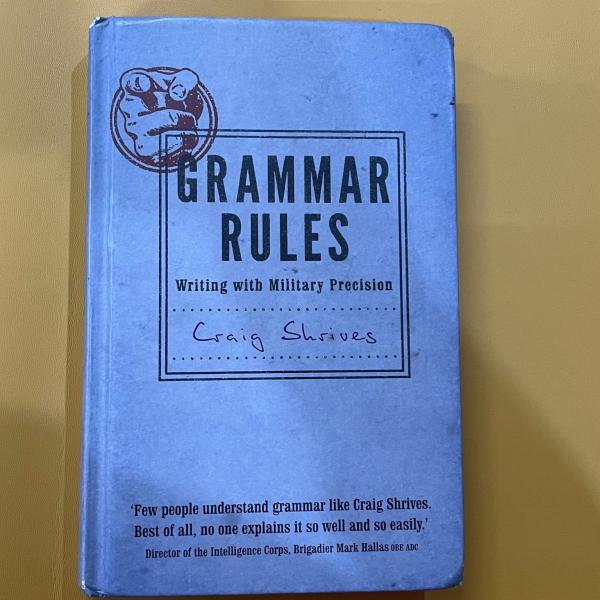 GRAMMAR
RULES
Writing with Military Precision
Craig Shrives
‘Few people understand grammar like Craig Shrives.
Best of all, no one explains it so well and so easily.’
Director of the Intelligence Corps, Brigadier Mark Hallas OBE ADC